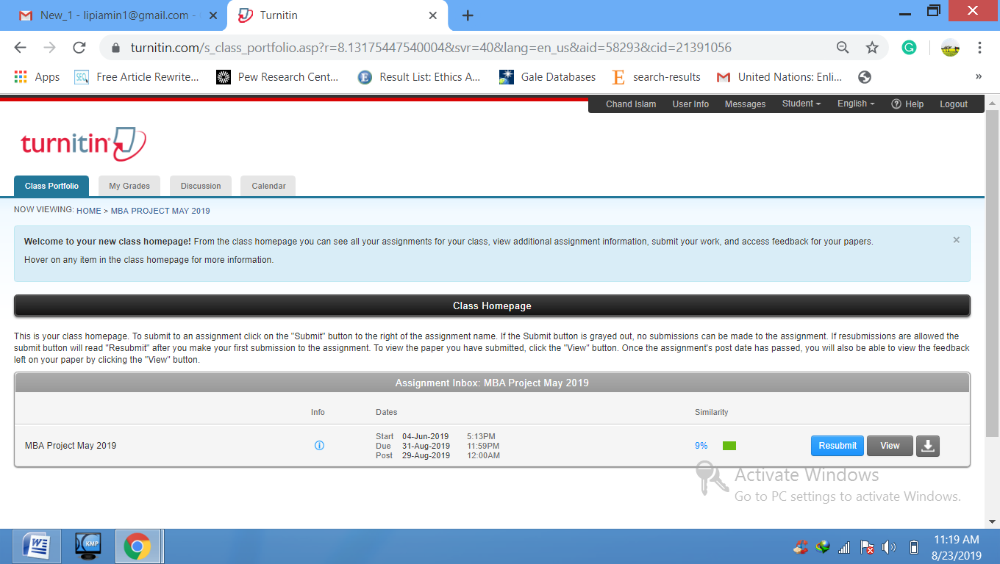 New_1 - lipiamin1@gmail.com -
Turnitin
turnitin.com/s_class_portfolio.asp?r=8.13175447540004&svr=40&lang=en_us&aid=58293&cid=21391056
Apps SEO Free Article Rewrite... Pew Research Cent... E Result List: Ethics A... Gale Databases E search-results United Nations: Enli... »
Chand Islam User Info Messages Student English Help Logout
turnitin
Class Portfolio My Grades Discussion Calendar
NOW VIEWING: HOME > MBA PROJECT MAY 2019
Welcome to your new class homepage! From the class homepage you can see all your assignments for your class, view additional assignment information, submit your work, and access feedback for your papers.
Hover on any item in the class homepage for more information.
Class Homepage
This is your class homepage. To submit to an assignment click on the "Submit" button to the right of the assignment name. If the Submit button is grayed out, no submissions can be made to the assignment. If resubmissions are allowed the
submit button will read "Resubmit" after you make your first submission to the assignment. To view the paper you have submitted, click the "View" button. Once the assignment's post date has passed, you will also be able to view the feedback
left on your paper by clicking the "View" button.
Assignment Inbox: MBA Project May 2019
Info Dates Similarity
Start 04-Jun-2019 5:13PM
MBA Project May 2019 Due 31-Aug-2019 11:59PM 9% Resubmit View
Post 29-Aug-2019 12:00AM
Activate Windows
Go to PC settings to activate Windows.
KMP
11:19 AM
8/23/2019